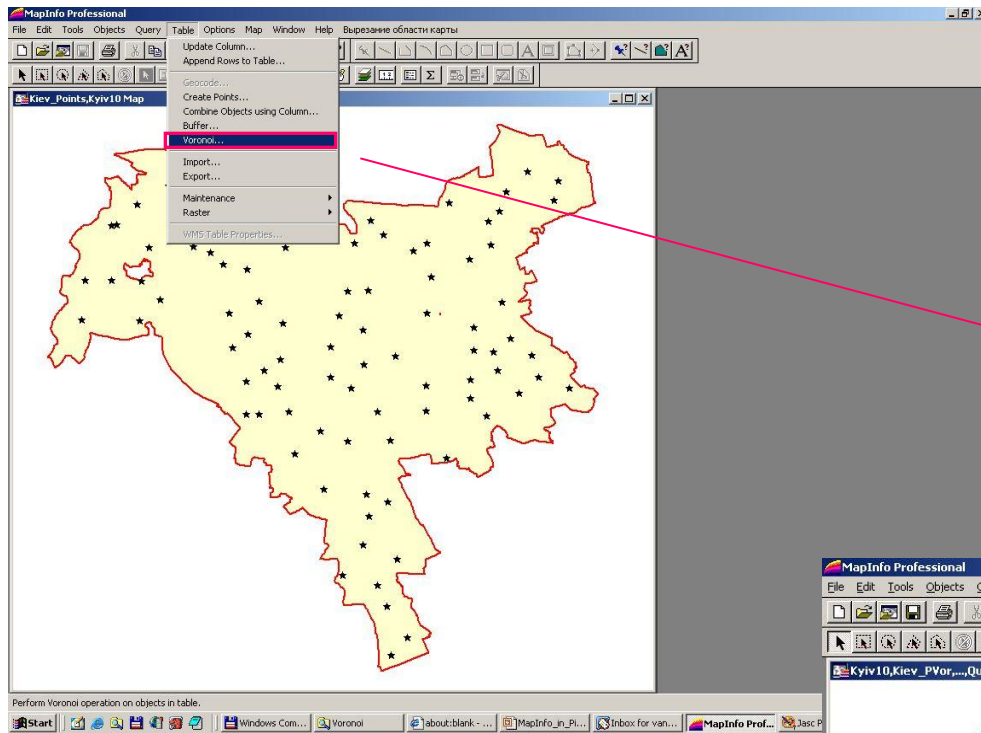 MapInfo Professional
File Edit Tools Objects Query Table Options Map Window Help Вырезание области карты
Update Column...
Append Rows to Table...
Geocode...
Create Points...
Combine Objects using Column...
Buffer...
Voronoi...
Import...
Export...
Maintenance
Raster
WMS Table Properties...
Kiev_Points,Kyiv10 Map
MapInfo Professional
File Edit Tools Objects
Kyiv10,Kiev_PVor,...,Qu
Perform Voronoi operation on objects in table.
Start Windows Com... Voronoi about:blank - ... MapInfo_in_Pi... Inbox for van... MapInfo Prof... Jasc P